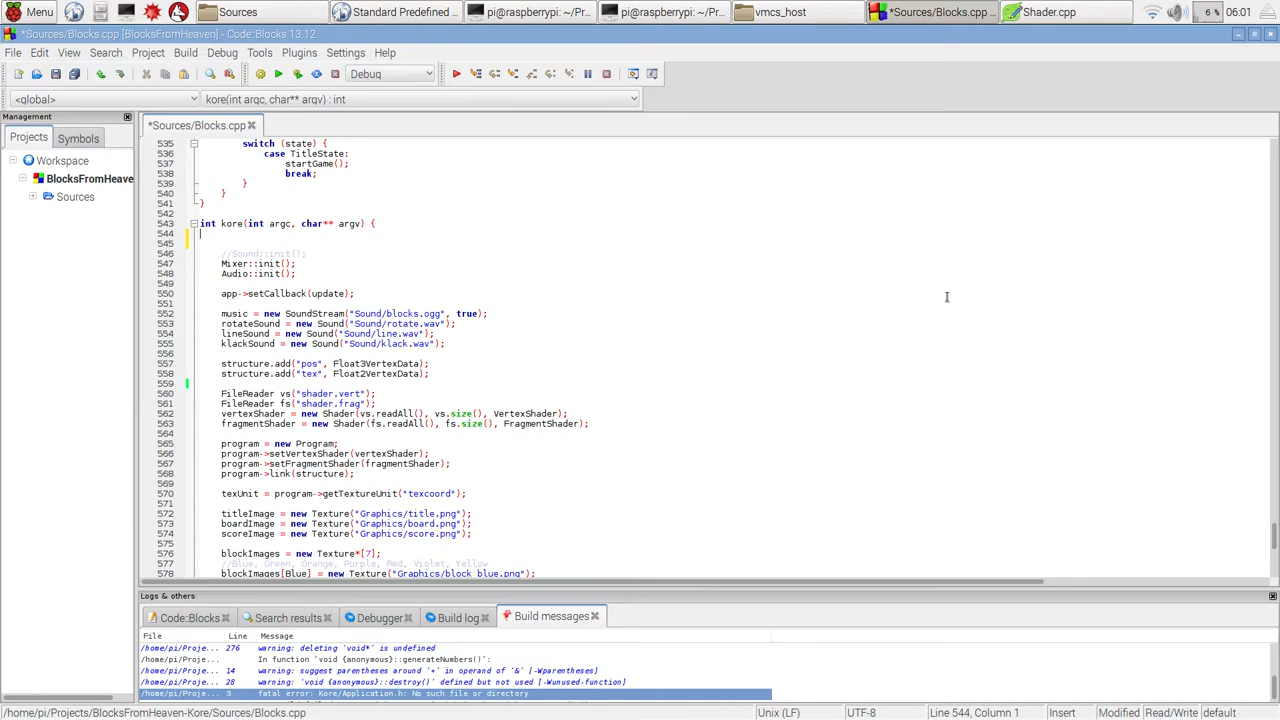 Menu
Sources
Standard Predefined ...
pi@raspberrypi: ~/Pr...
pi@raspberrypi: ~/Pr...
vmcs_host
*Sources/Blocks.cpp ...
Shader.cpp
6 %
06:01
*Sources/Blocks.cpp [BlocksFromHeaven] - Code::Blocks 13.12
File Edit View Search Project Build Debug Tools Plugins Settings Help
Debug
<global>
kore(int argc, char** argv) : int
Management
Projects
Symbols
Workspace
BlocksFromHeave
Sources
*Sources/Blocks.cpp
535 switch (state) {
536 case TitleState:
537 startGame();
538 break;
539 }
540 }
541 }
542
543 int kore(int argc, char** argv) {
544
545
546 //Sound::init();
547 Mixer::init();
548 Audio::init();
549
550 app->setCallback(update);
551
552 music = new SoundStream("Sound/blocks.ogg", true);
553 rotateSound = new Sound("Sound/rotate.wav");
554 lineSound = new Sound("Sound/line.wav");
555 klackSound = new Sound("Sound/klack.wav");
556
557 structure.add("pos", Float3VertexData);
558 structure.add("tex", Float2VertexData);
559
560 FileReader vs("shader.vert");
561 FileReader fs("shader.frag");
562 vertexShader = new Shader(vs.readAll(), vs.size(), VertexShader);
563 fragmentShader = new Shader(fs.readAll(), fs.size(), FragmentShader);
564
565 program = new Program;
566 program->setVertexShader(vertexShader);
567 program->setFragmentShader(fragmentShader);
568 program->link(structure);
569
570 texUnit = program->getTextureUnit("texcoord");
571
572 titleImage = new Texture("Graphics/title.png");
573 boardImage = new Texture("Graphics/board.png");
574 scoreImage = new Texture("Graphics/score.png");
575
576 blockImages = new Texture*[7];
577 //Blue, Green, Orange, Purple, Red, Violet, Yellow
578 blockImages[Blue] = new Texture("Graphics/block_blue.png");
Logs & others
Code::Blocks
Search results
Debugger
Build log
Build messages
File Line Message
/home/pi/Proje... 276 warning: deleting 'void*' is undefined
/home/pi/Proje... In function 'void {anonymous}::generateNumbers()':
/home/pi/Proje... 14 warning: suggest parentheses around '+' in operand of '&' [-Wparentheses]
/home/pi/Proje... 28 warning: 'void {anonymous}::destroy()' defined but not used [-Wunused-function]
/home/pi/Proje... 3 fatal error: Kore/Application.h: No such file or directory
/home/pi/Projects/BlocksFromHeaven-Kore/Sources/Blocks.cpp
Unix (LF)
UTF-8
Line 544, Column 1
Insert
Modified
Read/Write
default